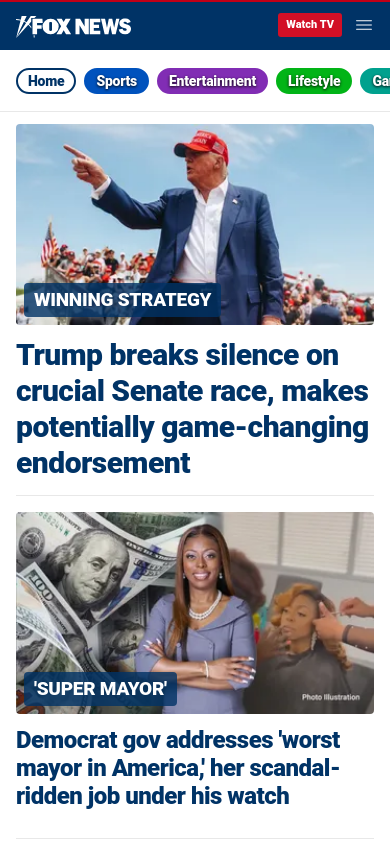 FOX NEWS
Watch TV
Home
Sports
Entertainment
Lifestyle
Ga
WINNING STRATEGY
Trump breaks silence on
crucial Senate race, makes
potentially game-changing
endorsement
'SUPER MAYOR'
Photo Illustration
Democrat gov addresses 'worst
mayor in America,' her scandal-
ridden job under his watch